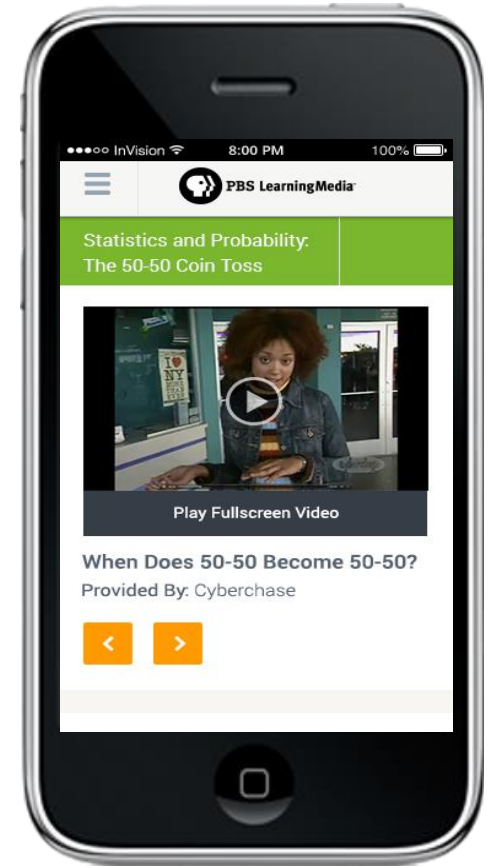 ●●●○○ InVision 8:00 PM 100%
PBS LearningMedia
Statistics and Probability:
The 50-50 Coin Toss
I ♥
NY
cyberchase
Play Fullscreen Video
When Does 50-50 Become 50-50?
Provided By: Cyberchase